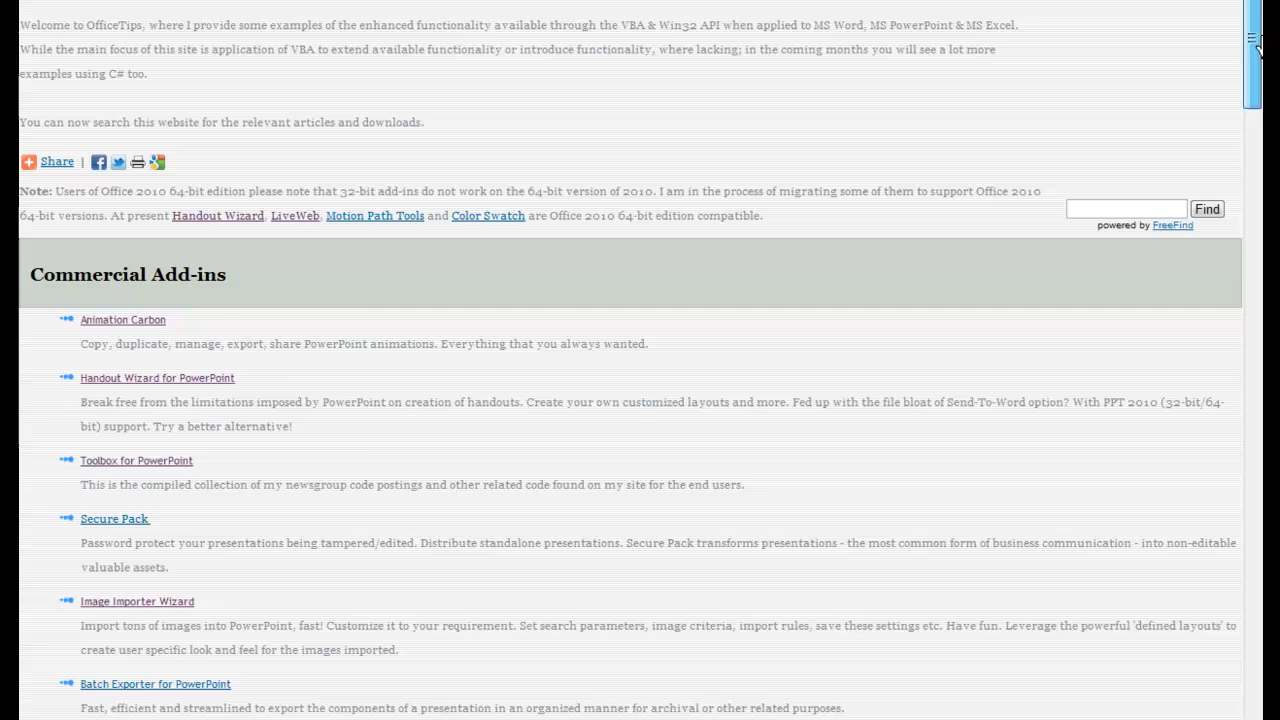 Welcome to OfficeTips, where I provide some examples of the enhanced functionality available through the VBA & Win32 API when applied to MS Word, MS PowerPoint & MS Excel.
While the main focus of this site is application of VBA to extend available functionality or introduce functionality, where lacking; in the coming months you will see a lot more
examples using C# too.
You can now search this website for the relevant articles and downloads.
Share |
Note: Users of Office 2010 64-bit edition please note that 32-bit add-ins do not work on the 64-bit version of 2010. I am in the process of migrating some of them to support Office 2010
64-bit versions. At present Handout Wizard, LiveWeb, Motion Path Tools and Color Swatch are Office 2010 64-bit edition compatible.
Find
powered by FreeFind
Commercial Add-ins
Animation Carbon
Copy, duplicate, manage, export, share PowerPoint animations. Everything that you always wanted.
Handout Wizard for PowerPoint
Break free from the limitations imposed by PowerPoint on creation of handouts. Create your own customized layouts and more. Fed up with the file bloat of Send-To-Word option? With PPT 2010 (32-bit/64-
bit) support. Try a better alternative!
Toolbox for PowerPoint
This is the compiled collection of my newsgroup code postings and other related code found on my site for the end users.
Secure Pack
Password protect your presentations being tampered/edited. Distribute standalone presentations. Secure Pack transforms presentations - the most common form of business communication - into non-editable
valuable assets.
Image Importer Wizard
Import tons of images into PowerPoint, fast! Customize it to your requirement. Set search parameters, image criteria, import rules, save these settings etc. Have fun. Leverage the powerful 'defined layouts' to
create user specific look and feel for the images imported.
Batch Exporter for PowerPoint
Fast, efficient and streamlined to export the components of a presentation in an organized manner for archival or other related purposes.